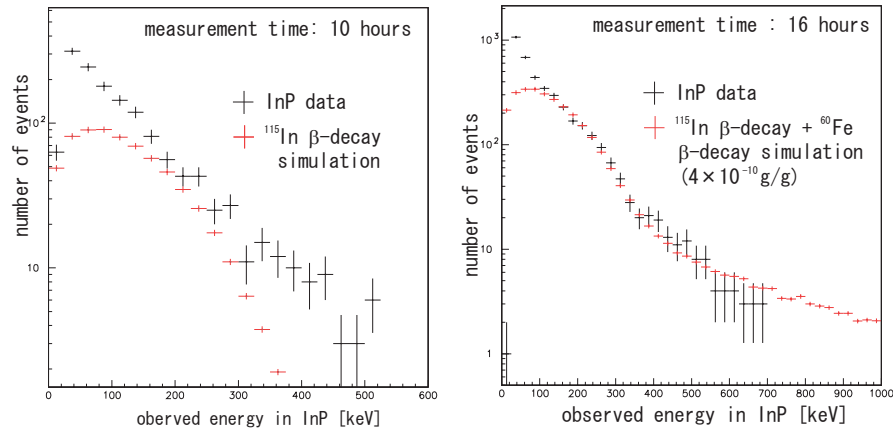 measurement time: 10 hours
InP data
¹¹⁵In β-decay
simulation
number of events
10²
10
0 100 200 300 400 500 600
oberved energy in InP [keV]
measurement time : 16 hours
InP data
¹¹⁵In β-decay + ⁶⁰Fe
β-decay simulation
(4×10⁻¹⁰g/g)
number of events
10³
10²
10
1
0 100 200 300 400 500 600 700 800 900 1000
observed energy in InP [keV]